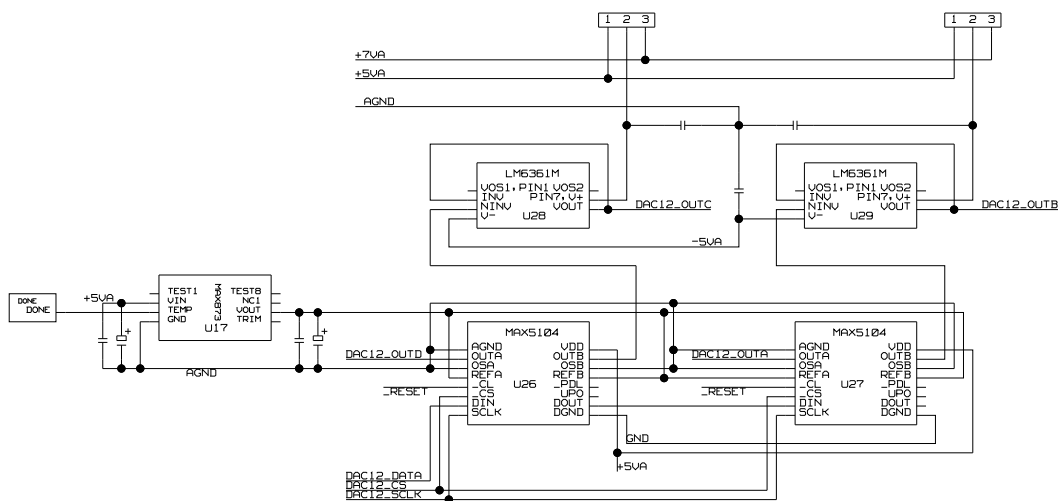 1 2 3
1 2 3
+7VA
+5VA
AGND
LM6361M
VOS1,PIN1 VOS2
INV PIN7,V+
NINV VOUT
V-
U28
DAC12_OUTC
LM6361M
VOS1,PIN1 VOS2
INV PIN7,V+
NINV VOUT
V-
U29
DAC12_OUTB
-5VA
DONE
DONE
+5VA
TEST1 TEST8
VIN NC1
TEMP VOUT
GND TRIM
MAX873
U17
+
+
AGND
DAC12_OUTD
MAX5104
AGND VDD
OUTA OUTB
OSA OSB
REFA REFB
_CL _PDL
_CS UPO
DIN DOUT
SCLK DGND
U26
_RESET
DAC12_OUTA
MAX5104
AGND VDD
OUTA OUTB
OSA OSB
REFA REFB
_CL _PDL
_CS UPO
DIN DOUT
SCLK DGND
U27
_RESET
GND
+5VA
DAC12_DATA
DAC12_CS
DAC12_SCLK